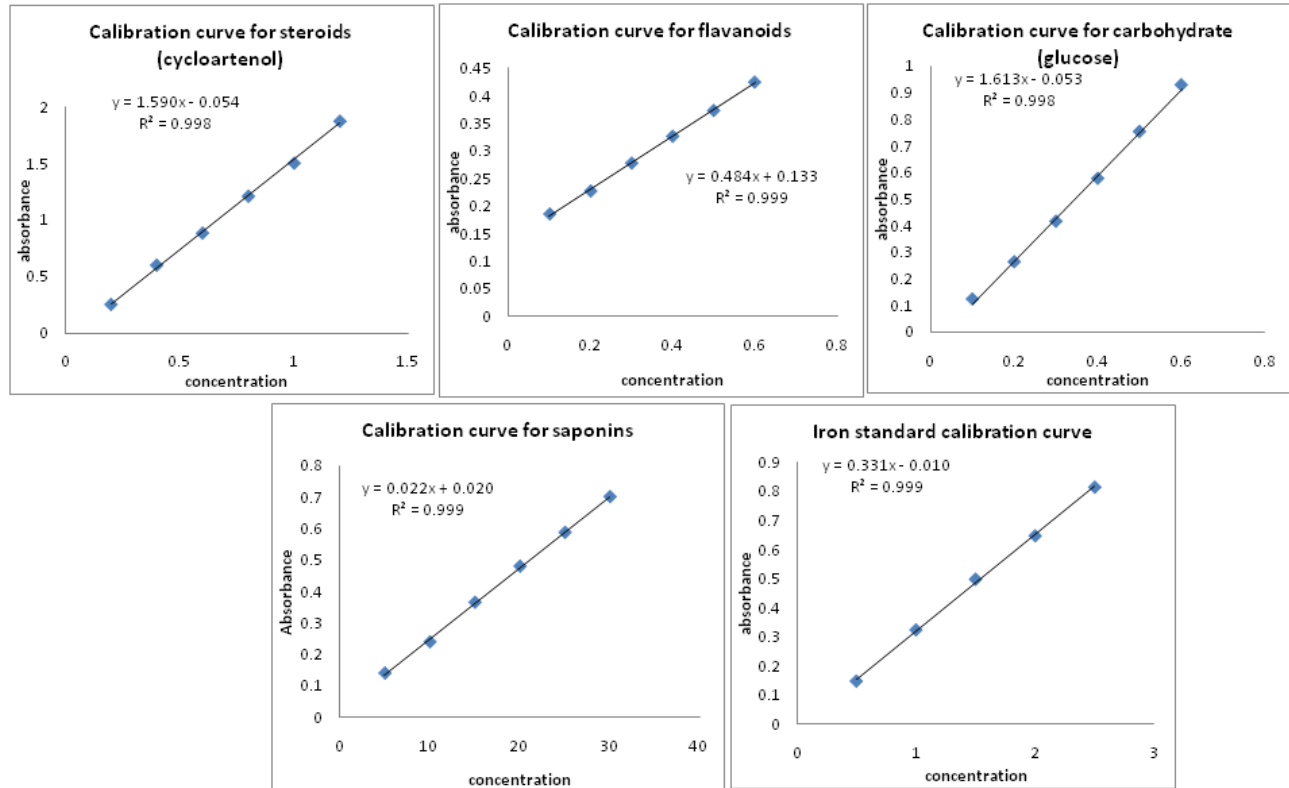 Calibration curve for steroids
(cycloartenol)
y = 1.590x - 0.054
R² = 0.998
2
1.5
1
0.5
0
absorbance
0
0.5
1
1.5
concentration
Calibration curve for flavanoids
0.45
0.4
0.35
0.3
0.25
0.2
0.15
0.1
0.05
0
absorbance
y = 0.484x + 0.133
R² = 0.999
0
0.2
0.4
0.6
0.8
concentration
Calibration curve for carbohydrate
(glucose)
y = 1.613x - 0.053
R² = 0.998
1
0.9
0.8
0.7
0.6
0.5
0.4
0.3
0.2
0.1
0
absorbance
0
0.2
0.4
0.6
0.8
concentration
Calibration curve for saponins
y = 0.022x + 0.020
R² = 0.999
0.8
0.7
0.6
0.5
0.4
0.3
0.2
0.1
0
Absorbance
0
10
20
30
40
concentration
Iron standard calibration curve
y = 0.331x - 0.010
R² = 0.999
0.9
0.8
0.7
0.6
0.5
0.4
0.3
0.2
0.1
0
absorbance
0
1
2
3
concentration